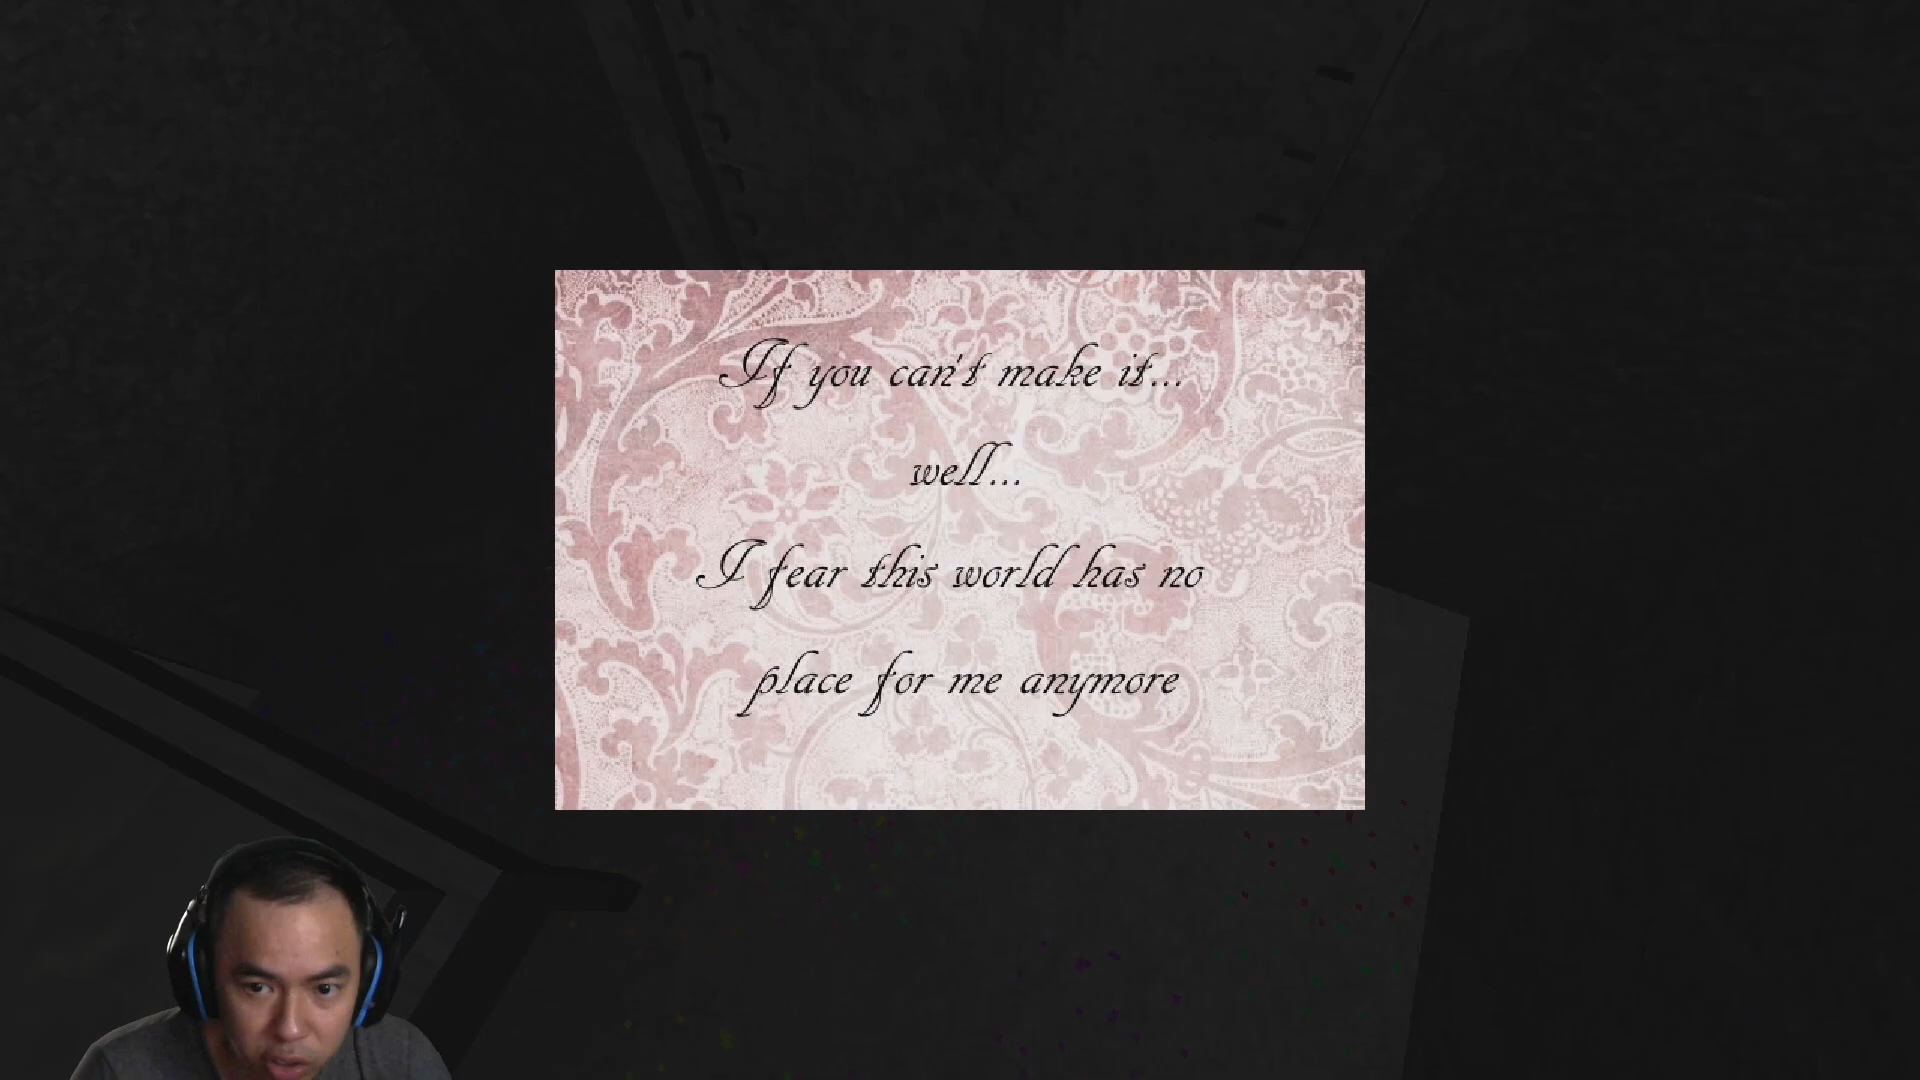 If you can't make it...
well...
I fear this world has no
place for me anymore